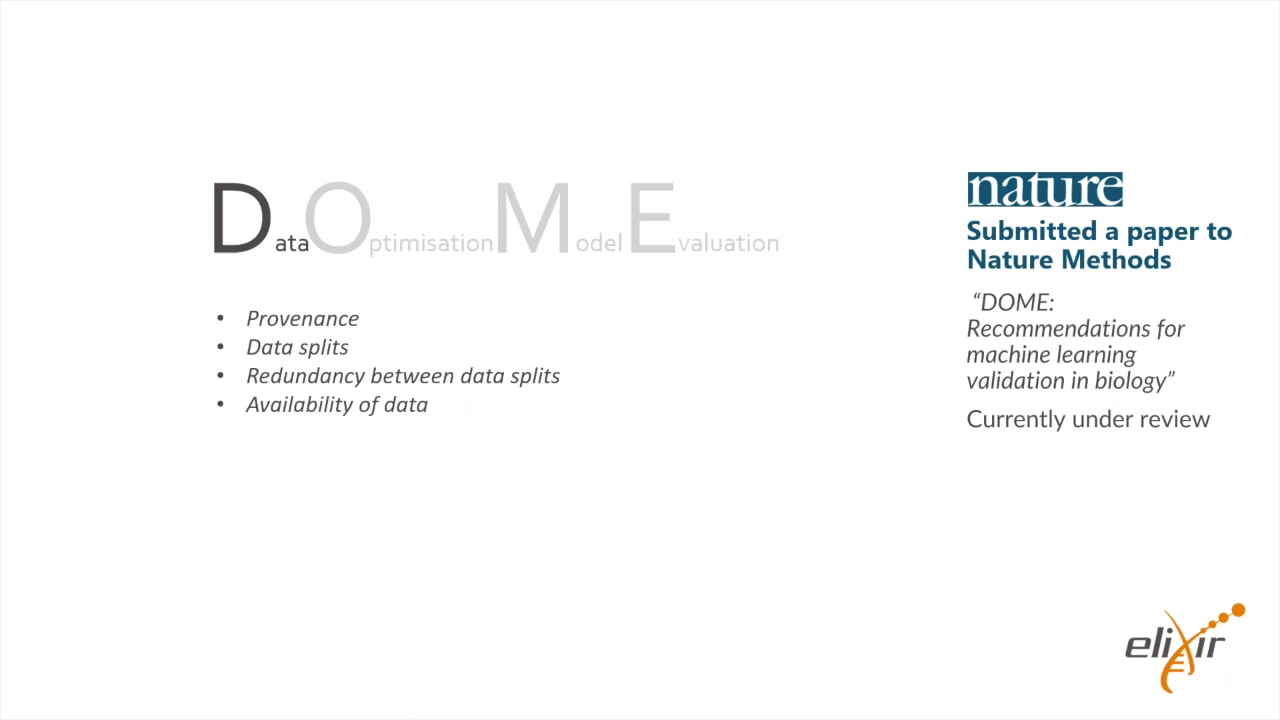 Data Optimisation Model Evaluation
• Provenance
• Data splits
• Redundancy between data splits
• Availability of data
nature
Submitted a paper to
Nature Methods
“DOME:
Recommendations for
machine learning
validation in biology”
Currently under review
elixir